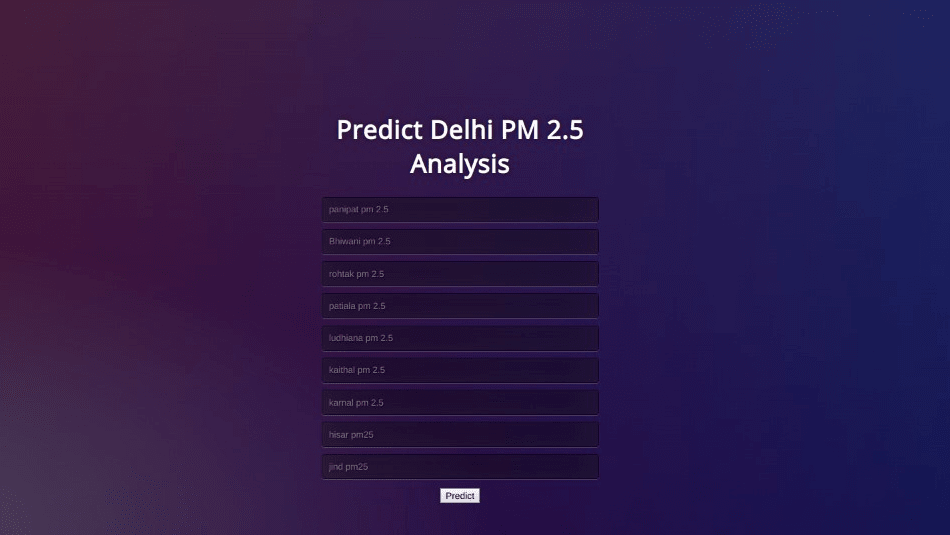 Predict Delhi PM 2.5
Analysis
panipat pm 2.5
Bhiwani pm 2.5
rohtak pm 2.5
patiala pm 2.5
ludhiana pm 2.5
kaithal pm 2.5
karnal pm 2.5
hisar pm25
jind pm25
Predict